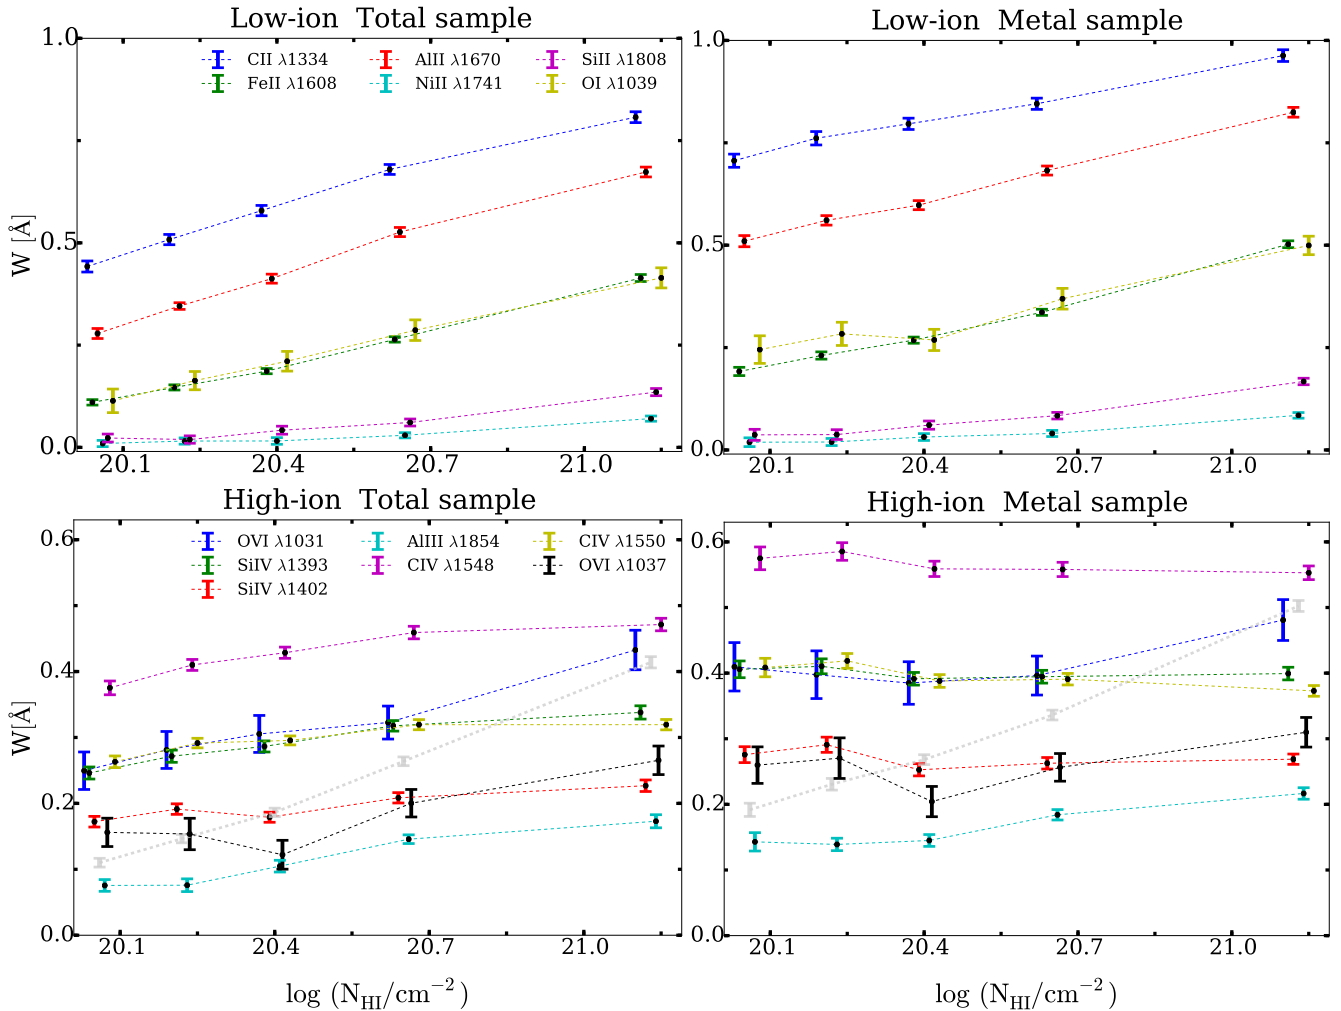 Low-ion Total sample
1.0
CII λ1334
AlII λ1670
SiII λ1808
FeII λ1608
NiII λ1741
OI λ1039
W [Å]
0.5
0.0
20.1 20.4 20.7 21.0
Low-ion Metal sample
1.0
0.5
0.0
20.1 20.4 20.7 21.0
High-ion Total sample
0.6
OVI λ1031
AlIII λ1854
CIV λ1550
SiIV λ1393
CIV λ1548
OVI λ1037
SiIV λ1402
W[Å]
0.4
0.2
0.0
20.1 20.4 20.7 21.0
log (N_HI/cm⁻²)
High-ion Metal sample
0.6
0.4
0.2
0.0
20.1 20.4 20.7 21.0
log (N_HI/cm⁻²)